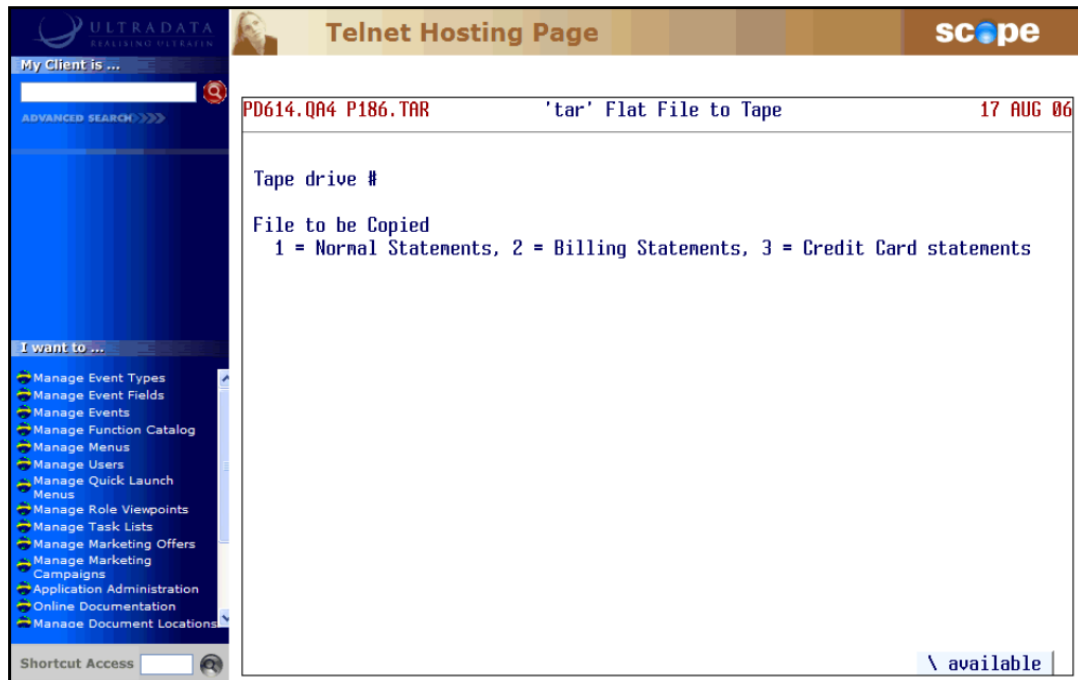 ULTRADATA
Telnet Hosting Page
scope
My Client is ...
ADVANCED SEARCH
PD614.QA4 P186.TAR 'tar' Flat File to Tape 17 AUG 06
Tape drive #
File to be Copied
1 = Normal Statements, 2 = Billing Statements, 3 = Credit Card statements
I want to ...
Manage Event Types
Manage Event Fields
Manage Events
Manage Function Catalog
Manage Menus
Manage Users
Manage Quick Launch
Menus
Manage Role Viewpoints
Manage Task Lists
Manage Marketing Offers
Manage Marketing
Campaigns
Application Administration
Online Documentation
Manage Document Locations
Shortcut Access
\ available